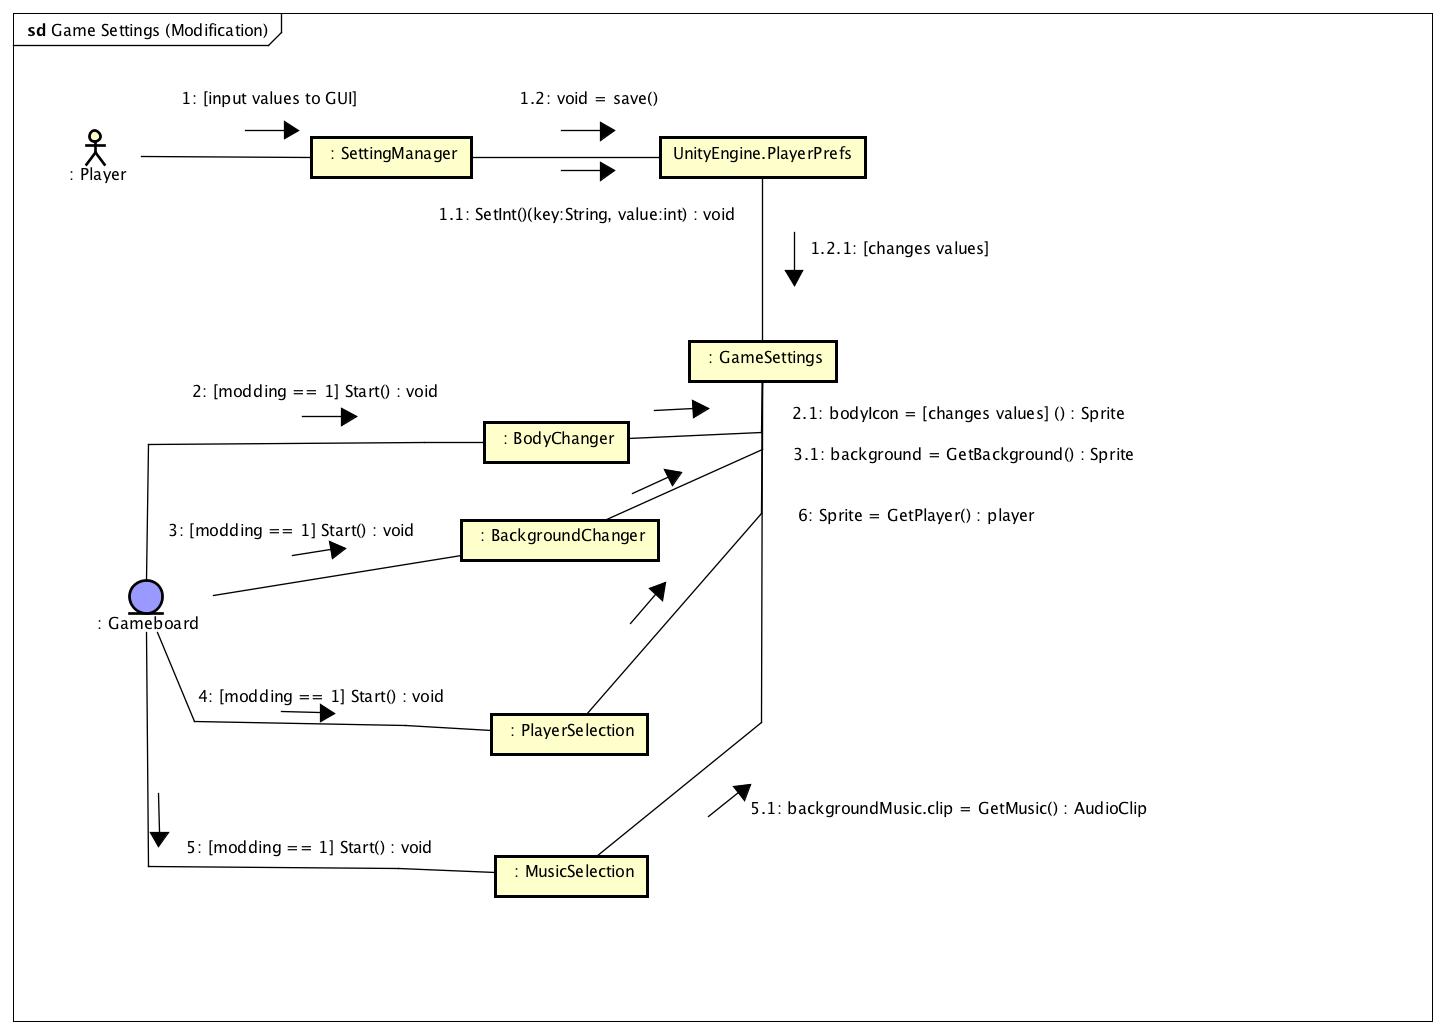 sd Game Settings (Modification)
1: [input values to GUI]
1.2: void = save()
: Player
: SettingManager
UnityEngine.PlayerPrefs
1.1: SetInt()(key:String, value:int) : void
1.2.1: [changes values]
: GameSettings
2: [modding == 1] Start() : void
2.1: bodyIcon = [changes values] () : Sprite
: BodyChanger
3.1: background = GetBackground() : Sprite
6: Sprite = GetPlayer() : player
3: [modding == 1] Start() : void
: BackgroundChanger
: Gameboard
4: [modding == 1] Start() : void
: PlayerSelection
5.1: backgroundMusic.clip = GetMusic() : AudioClip
5: [modding == 1] Start() : void
: MusicSelection